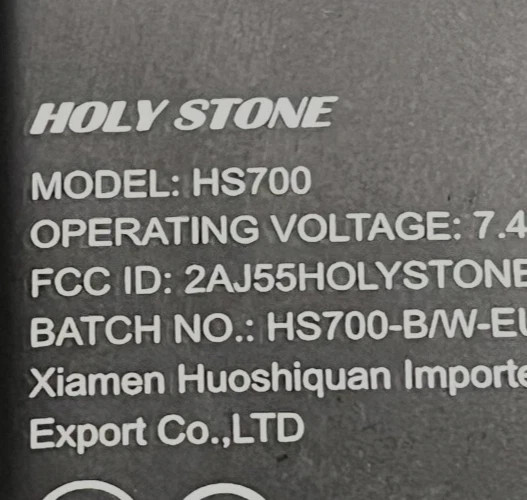 HOLY STONE
MODEL: HS700
OPERATING VOLTAGE: 7.4
FCC ID: 2AJ55HOLYSTONE
BATCH NO.: HS700-B/W-EU
Xiamen Huoshiquan Importe
Export Co.,LTD